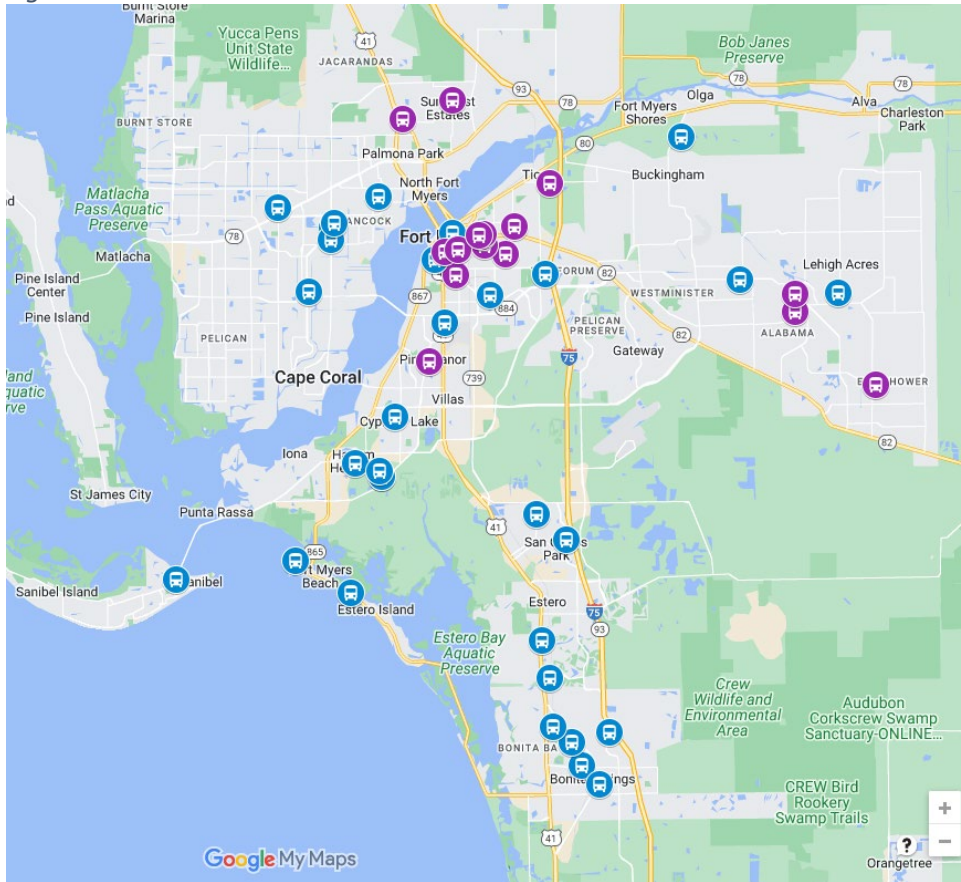 Burnt Store
Marina
Yucca Pens
Unit State
Wildlife...
41
JACARANDAS
Bob Janes
Preserve
78
93
78
78
Olga
Alva
Estates
Fort Myers
Shores
Charleston
Park
BURNT STORE
80
Palmona Park
Buckingham
North Fort
Myers
Matlacha
Pass Aquatic
Preserve
78
Fort
Matlacha
Lehigh Acres
82
Pine Island
Center
867
WESTMINISTER
884
Pine Island
PELICAN
PRESERVE
ALABAMA
82
PELICAN
75
Gateway
Cape Coral
739
Villas
Lake
82
Iona
St James City
Punta Rassa
41
San
Park
865
Myers
Beach
Sanibel Island
Estero
Estero Island
75
93
Estero Bay
Aquatic
Preserve
Crew
Wildlife and
Environmental
Area
Audubon
Corkscrew Swamp
Sanctuary-ONLINE...
CREW Bird
Rookery
Swamp Trails
+
41
?
−
Google My Maps
Orangetree